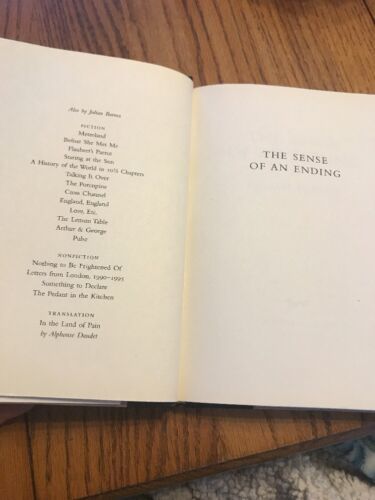 Also by Julian Barnes
FICTION
Metroland
Before She Met Me
Flaubert's Parrot
Staring at the Sun
A History of the World in 10½ Chapters
Talking It Over
The Porcupine
Cross Channel
England, England
Love, Etc.
The Lemon Table
Arthur & George
Pulse
NONFICTION
Nothing to Be Frightened Of
Letters from London, 1990–1995
Something to Declare
The Pedant in the Kitchen
TRANSLATION
In the Land of Pain
by Alphonse Daudet
THE SENSE
OF AN ENDING